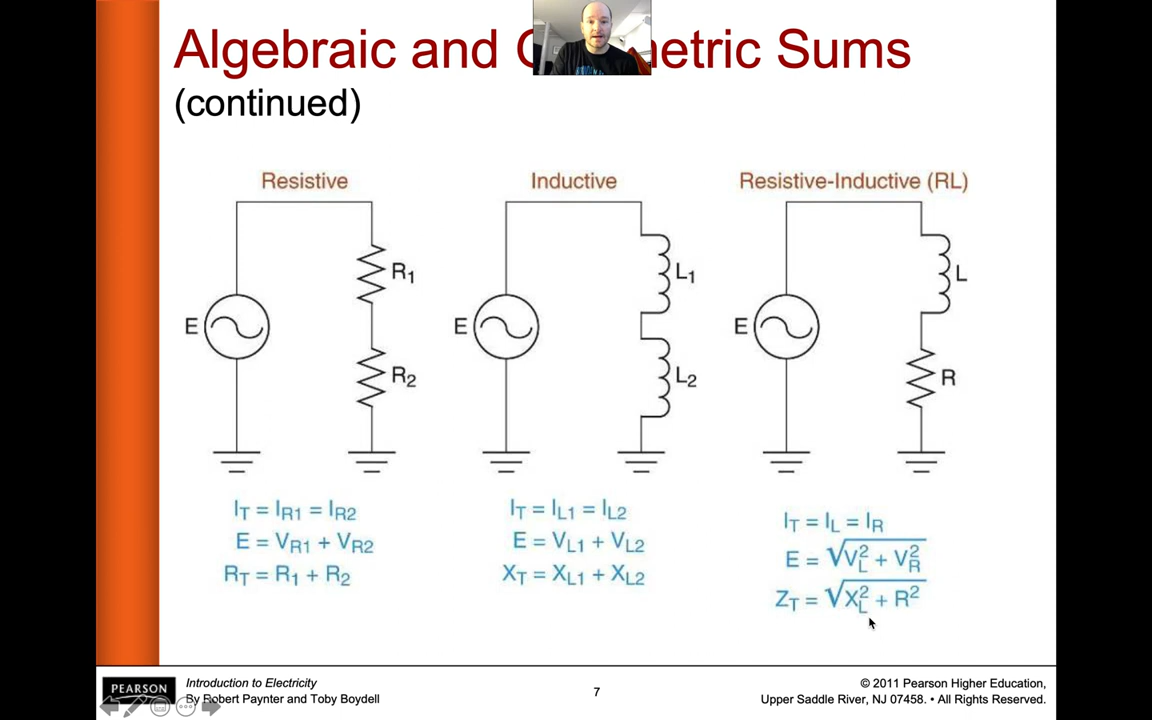 Algebraic and G metric Sums
(continued)
Resistive
E
R₁
R₂
I_T = I_R1 = I_R2
E = V_R1 + V_R2
R_T = R₁ + R₂
Inductive
E
L₁
L₂
I_T = I_L1 = I_L2
E = V_L1 + V_L2
X_T = X_L1 + X_L2
Resistive-Inductive (RL)
E
L
R
I_T = I_L = I_R
E = √(V_L² + V_R²)
Z_T = √(X_L² + R²)
PEARSON
Introduction to Electricity
By Robert Paynter and Toby Boydell
7
© 2011 Pearson Higher Education,
Upper Saddle River, NJ 07458. • All Rights Reserved.